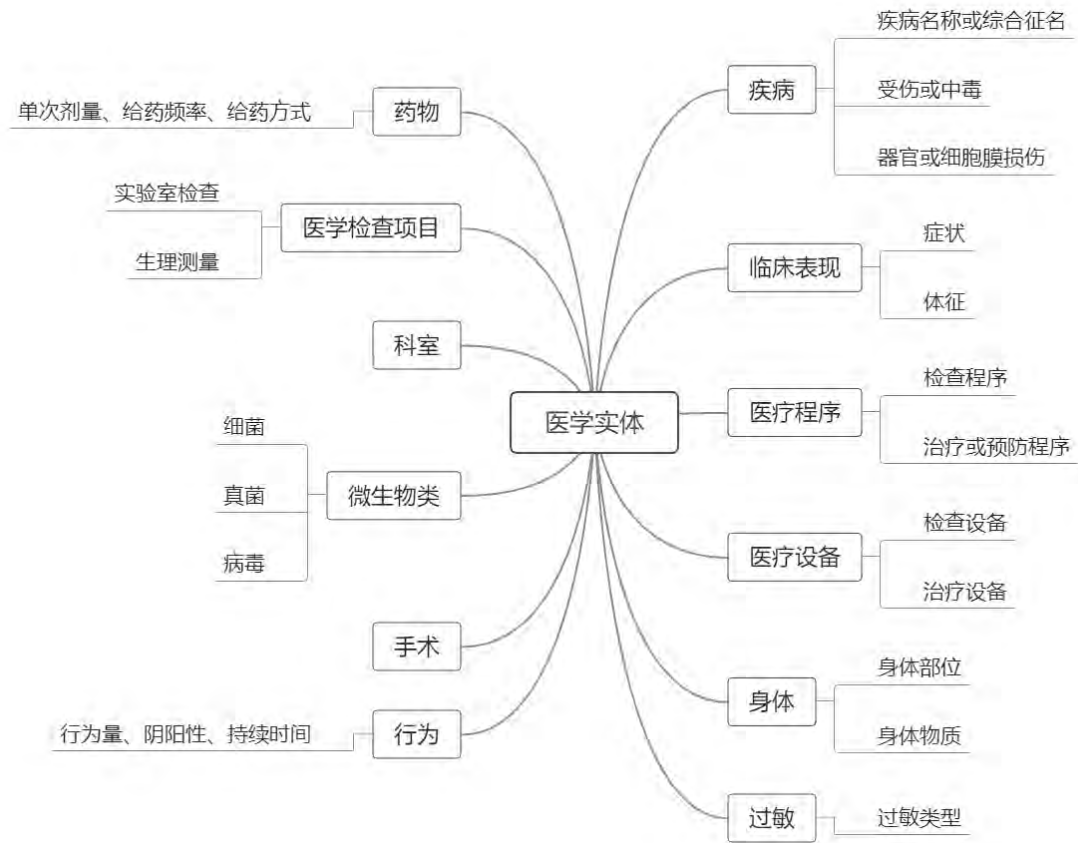 医学实体
疾病
疾病名称或综合征名
受伤或中毒
器官或细胞膜损伤
临床表现
症状
体征
医疗程序
检查程序
治疗或预防程序
医疗设备
检查设备
治疗设备
身体
身体部位
身体物质
过敏
过敏类型
药物
单次剂量、给药频率、给药方式
医学检查项目
实验室检查
生理测量
科室
微生物类
细菌
真菌
病毒
手术
行为
行为量、阴阳性、持续时间